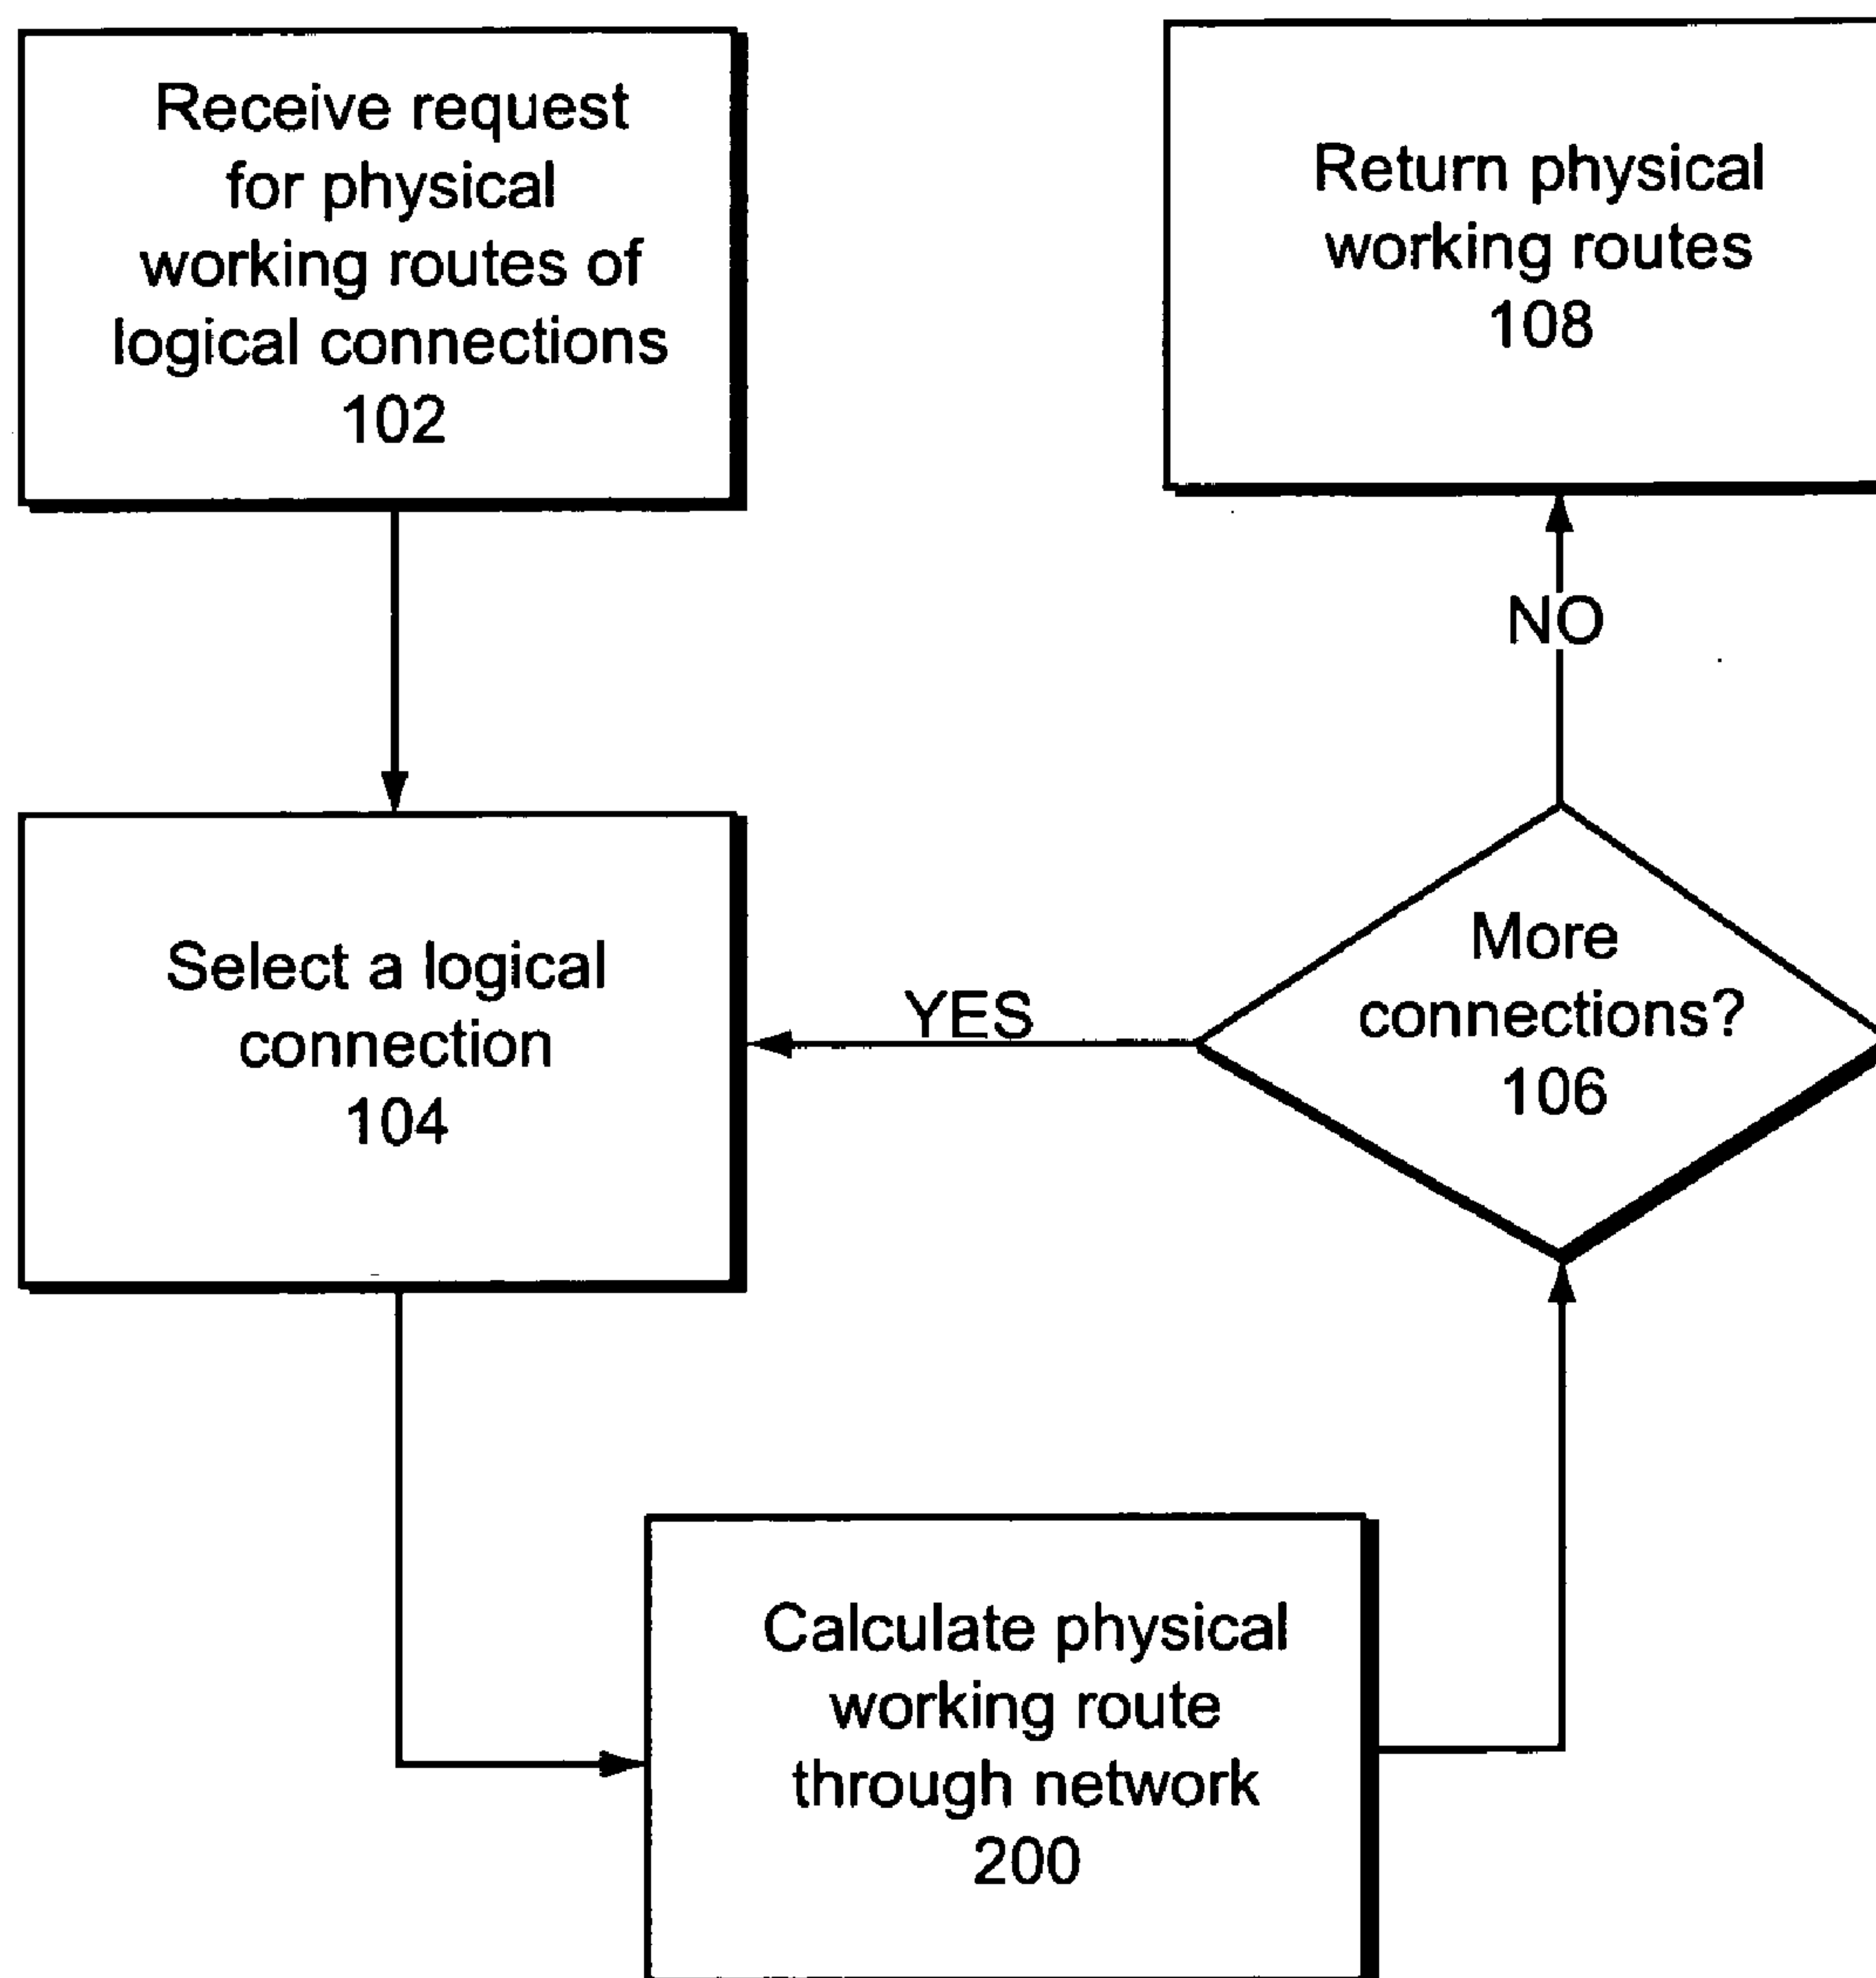 Receive request
for physical
working routes of
logical connections
102
Return physical
working routes
108
NO
Select a logical
connection
104
YES
More
connections?
106
Calculate physical
working route
through network
200